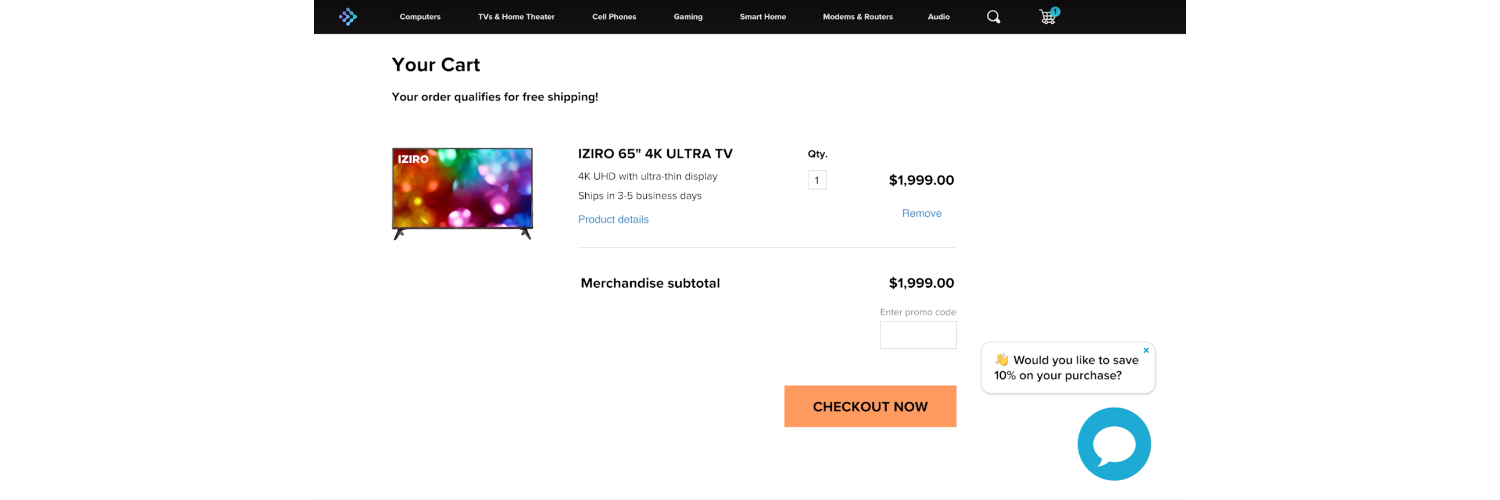 1
Computers
TVs & Home Theater
Cell Phones
Gaming
Smart Home
Modems & Routers
Audio
Your Cart
Your order qualifies for free shipping!
IZIRO
IZIRO 65" 4K ULTRA TV
4K UHD with ultra-thin display
Ships in 3-5 business days
Product details
Qty.
1
$1,999.00
Remove
Merchandise subtotal
$1,999.00
Enter promo code
CHECKOUT NOW
👋 Would you like to save
10% on your purchase?